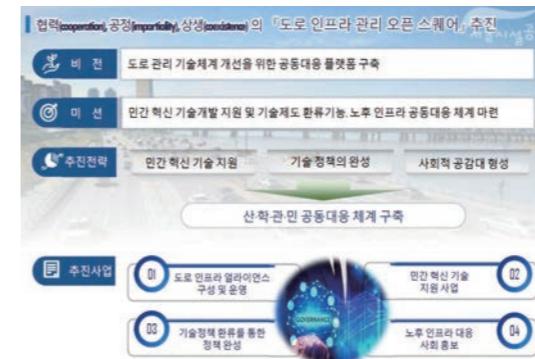 협력(cooperation), 공정(impartiality), 상생(coexistence) 의 『도로 인프라 관리 오픈 스퀘어』 추진
비 전
도로 관리 기술체계 개선을 위한 공동대응 플랫폼 구축
미 션
민간 혁신 기술개발 지원 및 기술제도 환류기능, 노후 인프라 공동대응 체계 마련
추진전략
민간 혁신 기술 지원
기술 정책의 완성
사회적 공감대 형성
산·학·관·민 공동대응 체계 구축
추진사업
01
도로 인프라 얼라이언스
구성 및 운영
민간 혁신 기술
지원 사업
02
GOVERNANCE
03
기술정책 환류를 통한
정책 완성
노후 인프라 대응
사회 홍보
04